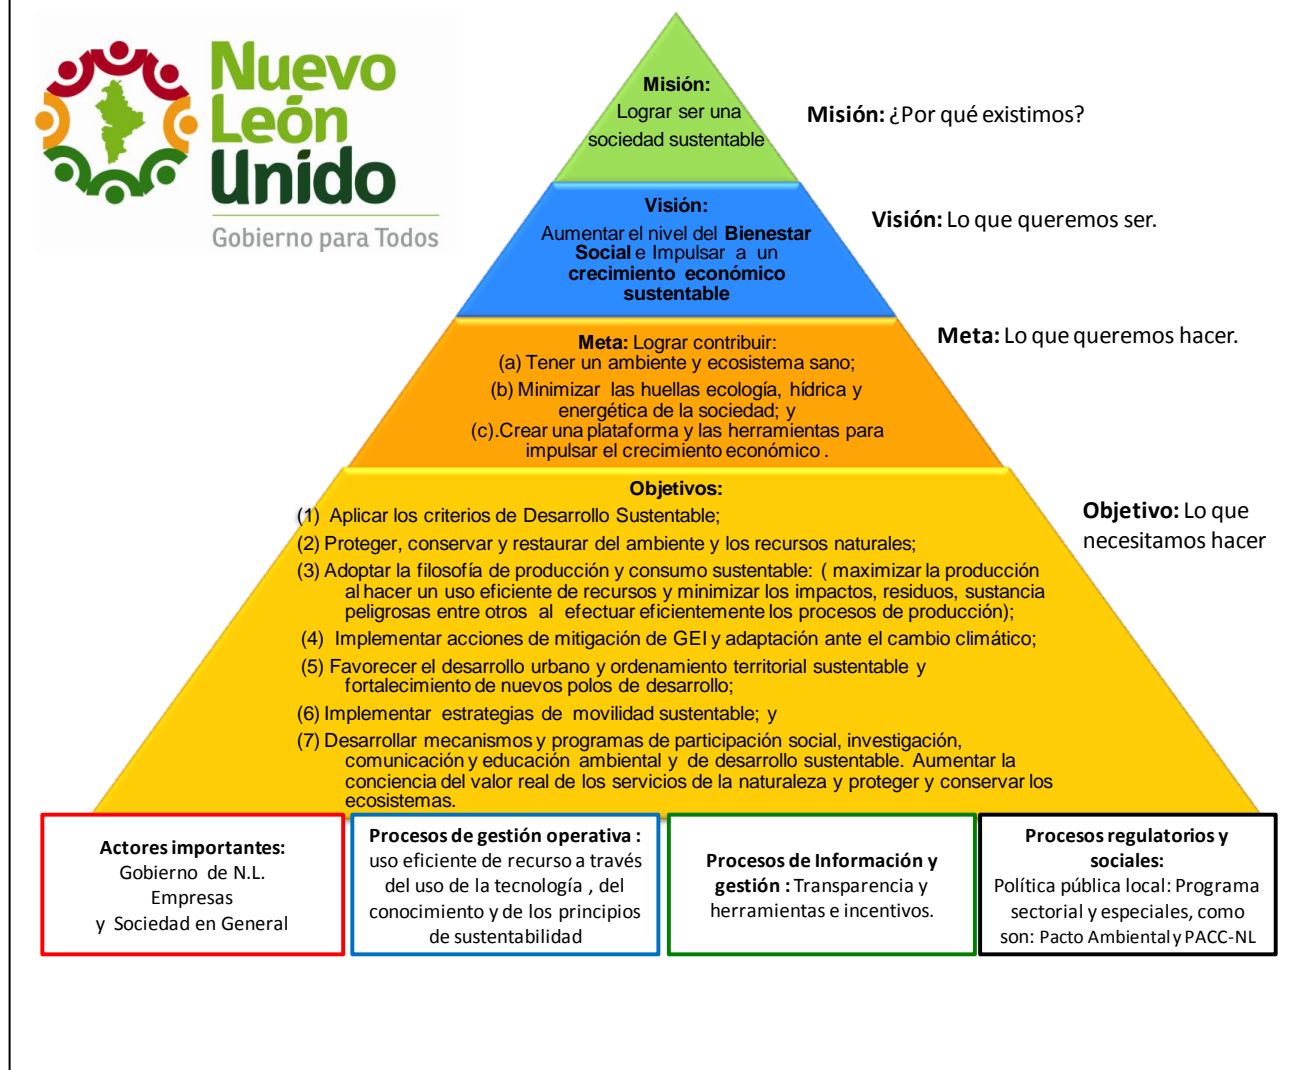 Nuevo
León
Unido
Gobierno para Todos
Misión:
Lograr ser una
sociedad sustentable
Misión: ¿Por qué existimos?
Visión:
Aumentar el nivel del Bienestar
Social e Impulsar a un
crecimiento económico
sustentable
Visión: Lo que queremos ser.
Meta: Lograr contribuir:
(a) Tener un ambiente y ecosistema sano;
(b) Minimizar las huellas ecología, hídrica y
energética de la sociedad; y
(c).Crear una plataforma y las herramientas para
impulsar el crecimiento económico .
Meta: Lo que queremos hacer.
Objetivos:
(1) Aplicar los criterios de Desarrollo Sustentable;
(2) Proteger, conservar y restaurar del ambiente y los recursos naturales;
(3) Adoptar la filosofía de producción y consumo sustentable: ( maximizar la producción
al hacer un uso eficiente de recursos y minimizar los impactos, residuos, sustancia
peligrosas entre otros al efectuar eficientemente los procesos de producción);
(4) Implementar acciones de mitigación de GEI y adaptación ante el cambio climático;
(5) Favorecer el desarrollo urbano y ordenamiento territorial sustentable y
fortalecimiento de nuevos polos de desarrollo;
(6) Implementar estrategias de movilidad sustentable; y
(7) Desarrollar mecanismos y programas de participación social, investigación,
comunicación y educación ambiental y de desarrollo sustentable. Aumentar la
conciencia del valor real de los servicios de la naturaleza y proteger y conservar los
ecosistemas.
Objetivo: Lo que
necesitamos hacer
Actores importantes:
Gobierno de N.L.
Empresas
y Sociedad en General
Procesos de gestión operativa :
uso eficiente de recurso a través
del uso de la tecnología , del
conocimiento y de los principios
de sustentabilidad
Procesos de Información y
gestión : Transparencia y
herramientas e incentivos.
Procesos regulatorios y
sociales:
Política pública local: Programa
sectorial y especiales, como
son: Pacto Ambiental y PACC-NL